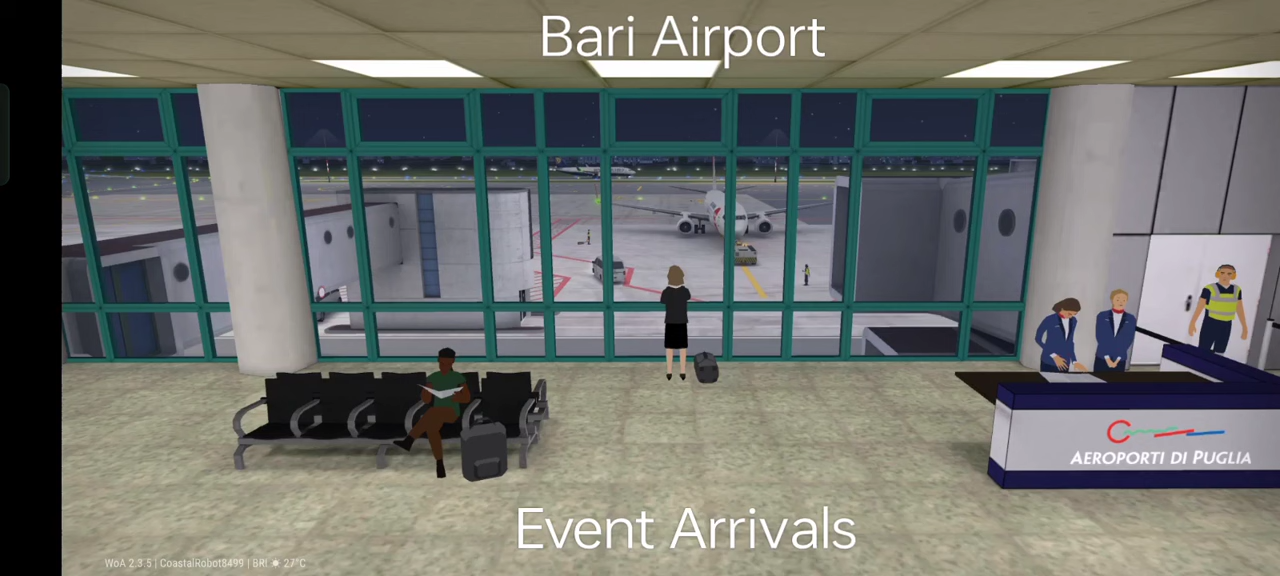 Bari Airport
AEROPORTI DI PUGLIA
Event Arrivals
WoA 2.3.5 | CoastalRobot8499 | BRI ☀ 27°C